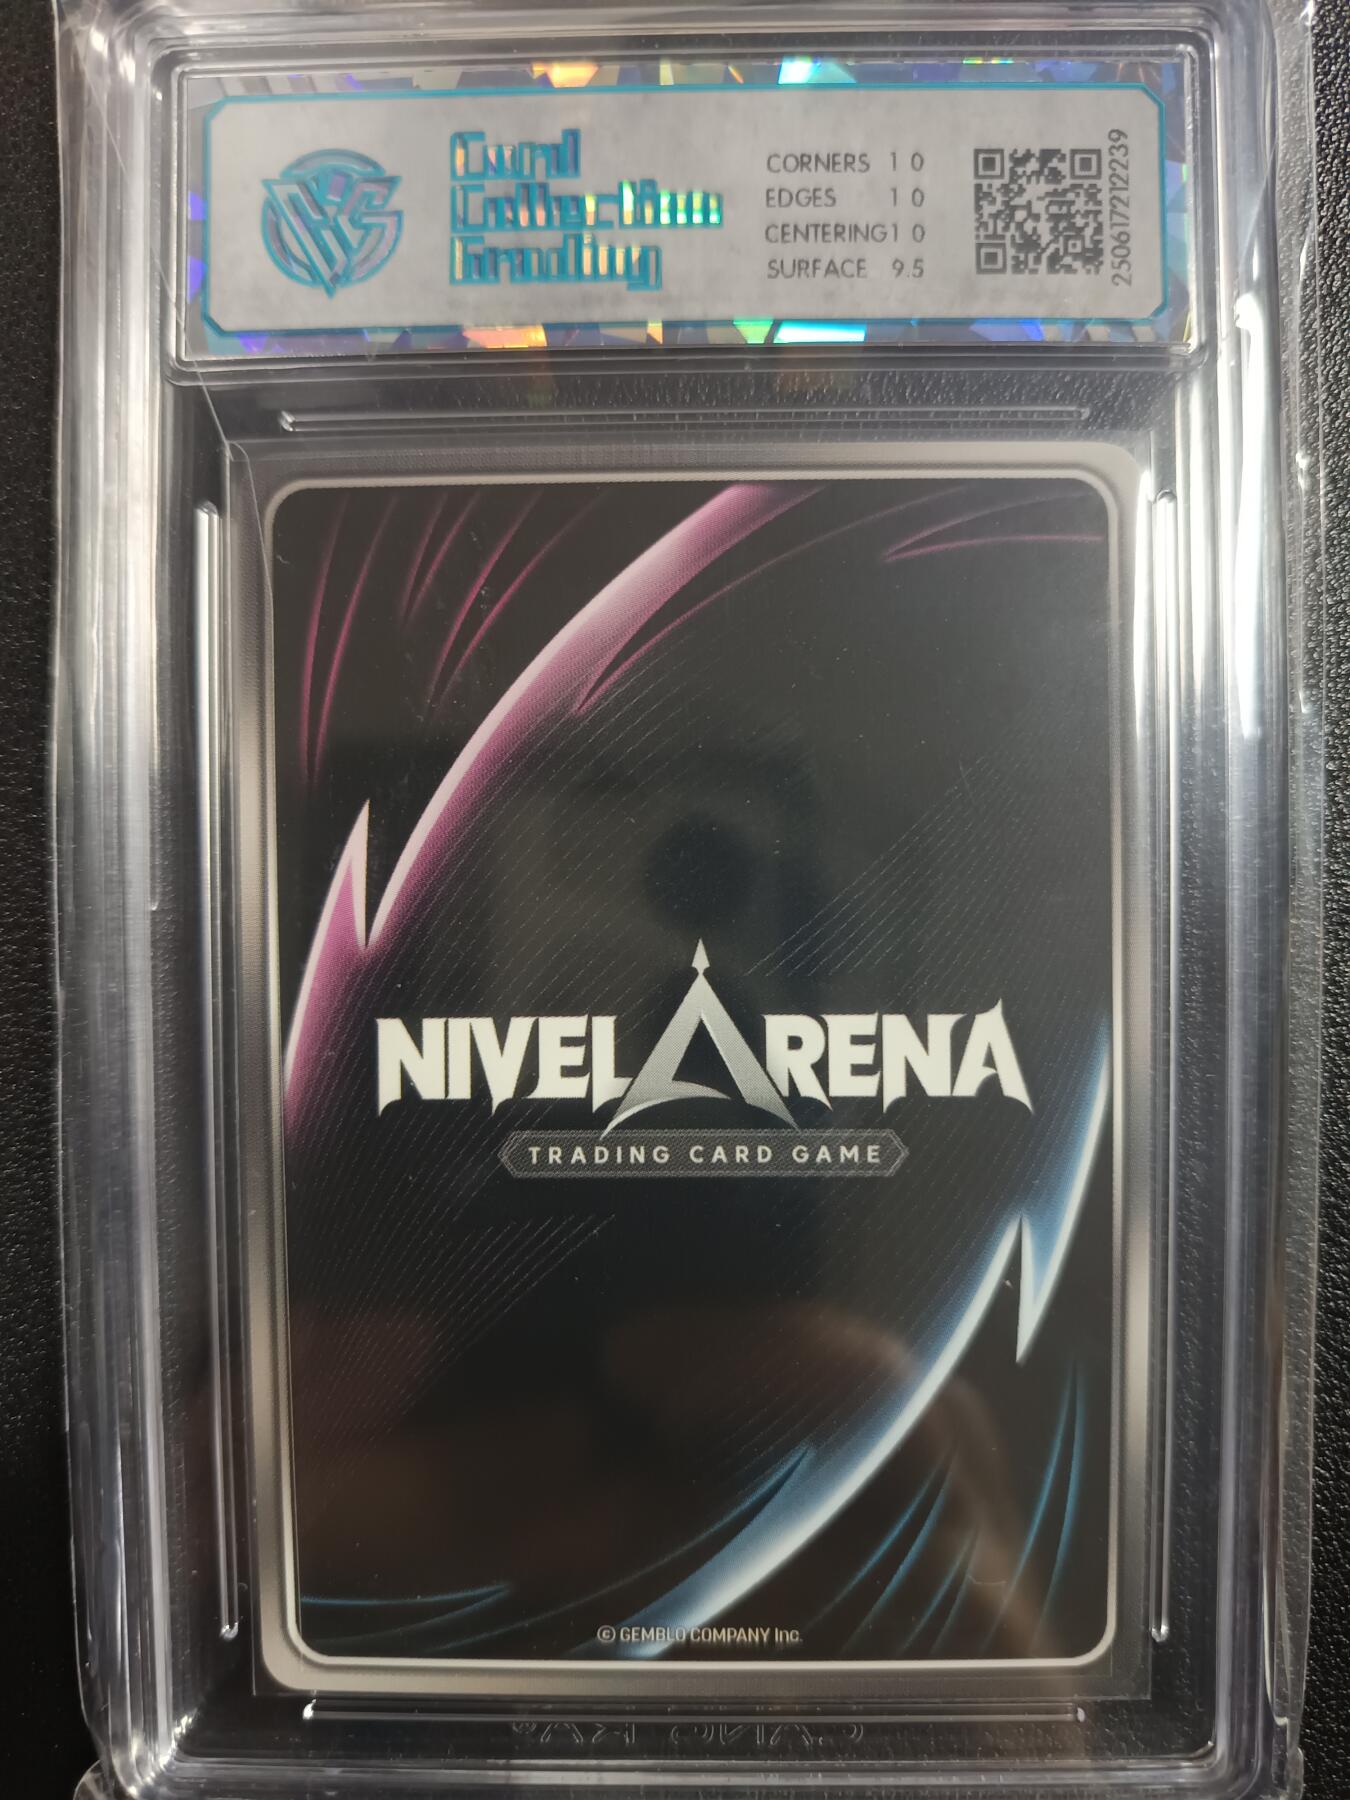 CCG
Card
Collection
Grading
CORNERS 10
EDGES 10
CENTERING 10
SURFACE 9.5
2506172122239
NIVEL ARENA
TRADING CARD GAME
© GEMBLO COMPANY Inc.